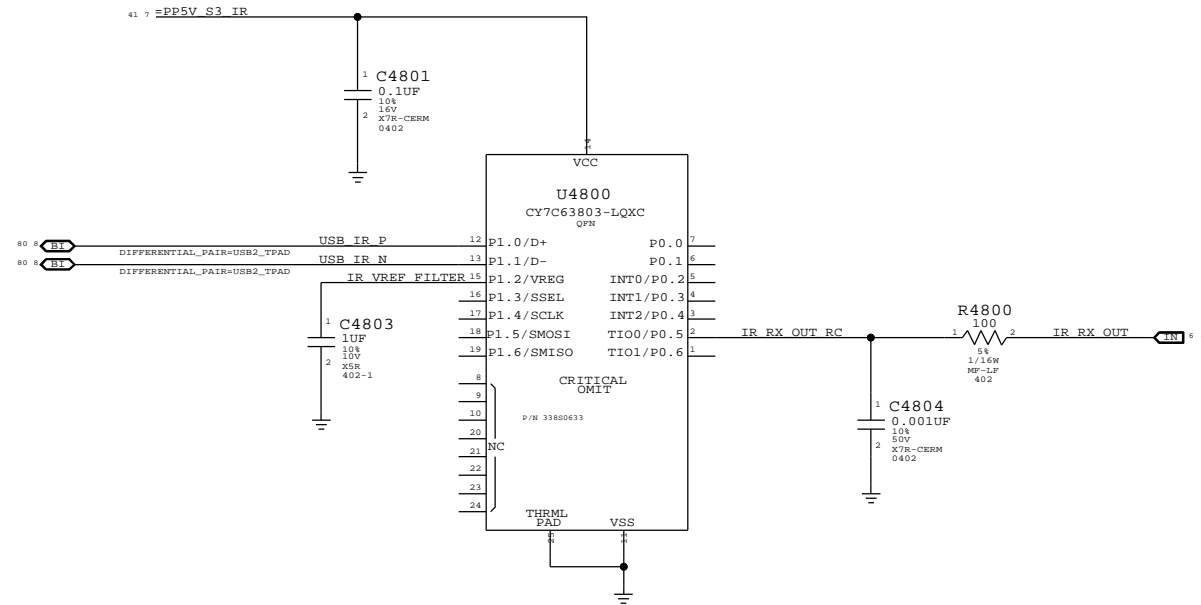 41 7 =PP5V_S3_IR
1 C4801
0.1UF
10%
16V
2 X7R-CERM
0402
14
VCC
U4800
CY7C63803-LQXC
QFN
80 8 BI USB_IR_P 12 P1.0/D+ P0.0 7
DIFFERENTIAL_PAIR=USB2_TPAD
80 8 BI USB_IR_N 13 P1.1/D- P0.1 6
DIFFERENTIAL_PAIR=USB2_TPAD
IR_VREF_FILTER 15 P1.2/VREG INT0/P0.2 5
16 P1.3/SSEL INT1/P0.3 4
17 P1.4/SCLK INT2/P0.4 3
18 P1.5/SMOSI TIO0/P0.5 2 IR_RX_OUT_RC
19 P1.6/SMISO TIO1/P0.6 1
1 C4803
1UF
10%
10V
2 X5R
402-1
R4800
100
1 2 IR_RX_OUT IN 6
5%
1/16W
MF-LF
402
CRITICAL
OMIT
P/N 338S0633
8
9
10
20
NC
21
22
23
24
1 C4804
0.001UF
10%
50V
2 X7R-CERM
0402
THRML
PAD VSS
25 11